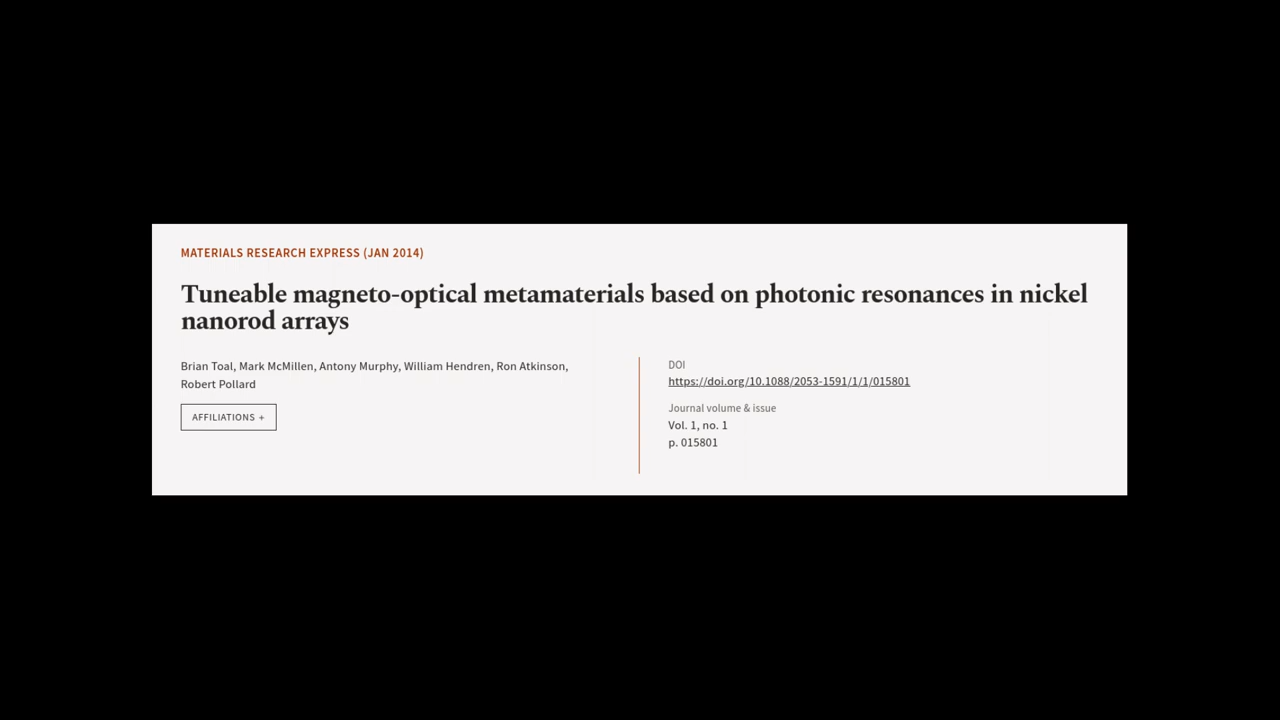 MATERIALS RESEARCH EXPRESS (JAN 2014)
Tuneable magneto-optical metamaterials based on photonic resonances in nickel
nanorod arrays
Brian Toal, Mark McMillen, Antony Murphy, William Hendren, Ron Atkinson,
Robert Pollard
AFFILIATIONS +
DOI
https://doi.org/10.1088/2053-1591/1/1/015801
Journal volume & issue
Vol. 1, no. 1
p. 015801